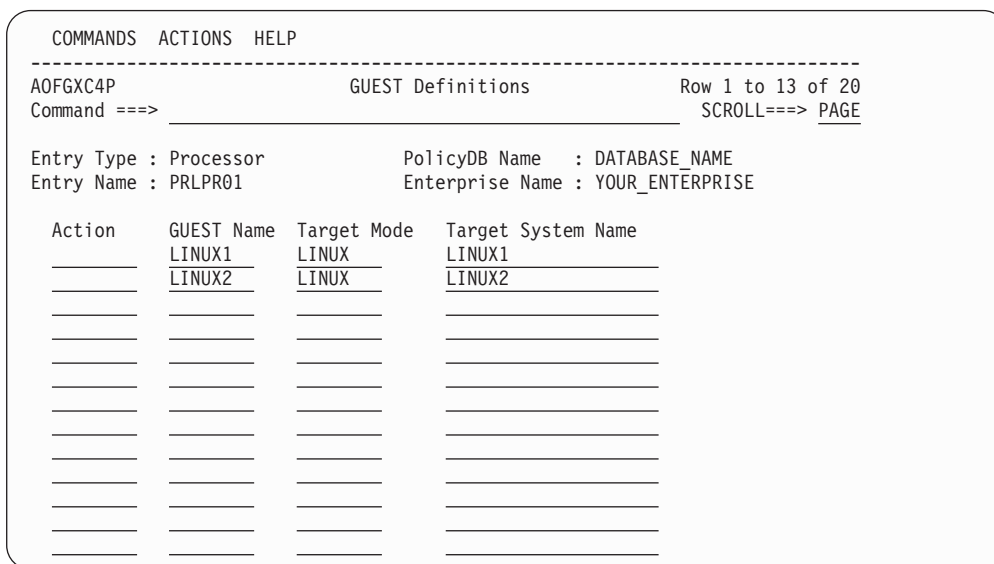 COMMANDS ACTIONS HELP
-------------------------------------------------------------------------------
AOFGXC4P GUEST Definitions Row 1 to 13 of 20
Command ===> SCROLL===> PAGE
Entry Type : Processor PolicyDB Name : DATABASE_NAME
Entry Name : PRLPR01 Enterprise Name : YOUR_ENTERPRISE
Action GUEST Name Target Mode Target System Name
LINUX1 LINUX LINUX1
LINUX2 LINUX LINUX2